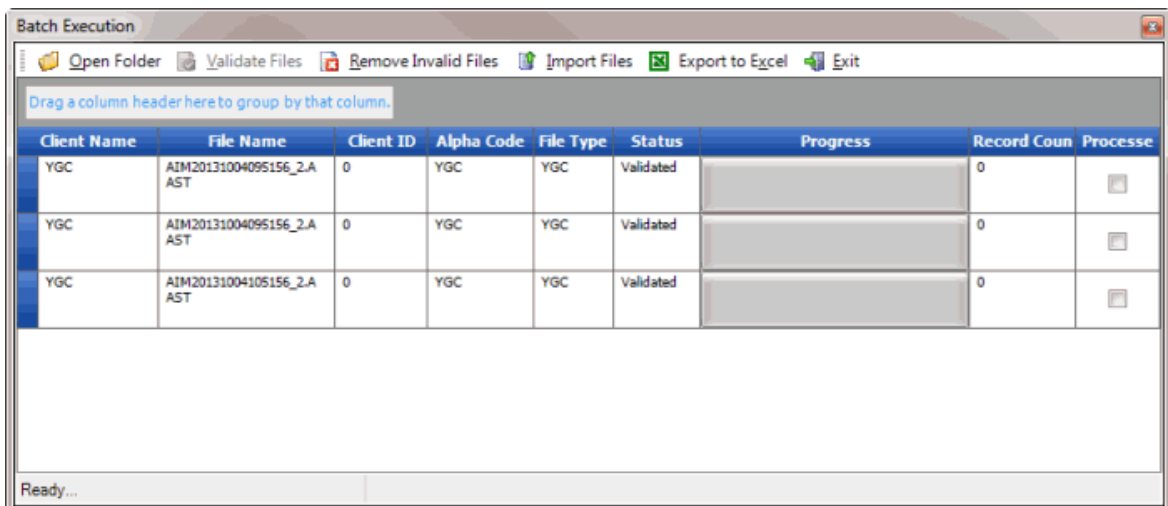 Batch Execution
Open Folder Validate Files Remove Invalid Files Import Files Export to Excel Exit
Drag a column header here to group by that column.
Client Name File Name Client ID Alpha Code File Type Status Progress Record Coun Processe
YGC AIM20131004095156_2.A 0 YGC YGC Validated 0
AST
YGC AIM20131004095156_2.A 0 YGC YGC Validated 0
AST
YGC AIM20131004105156_2.A 0 YGC YGC Validated 0
AST
Ready...